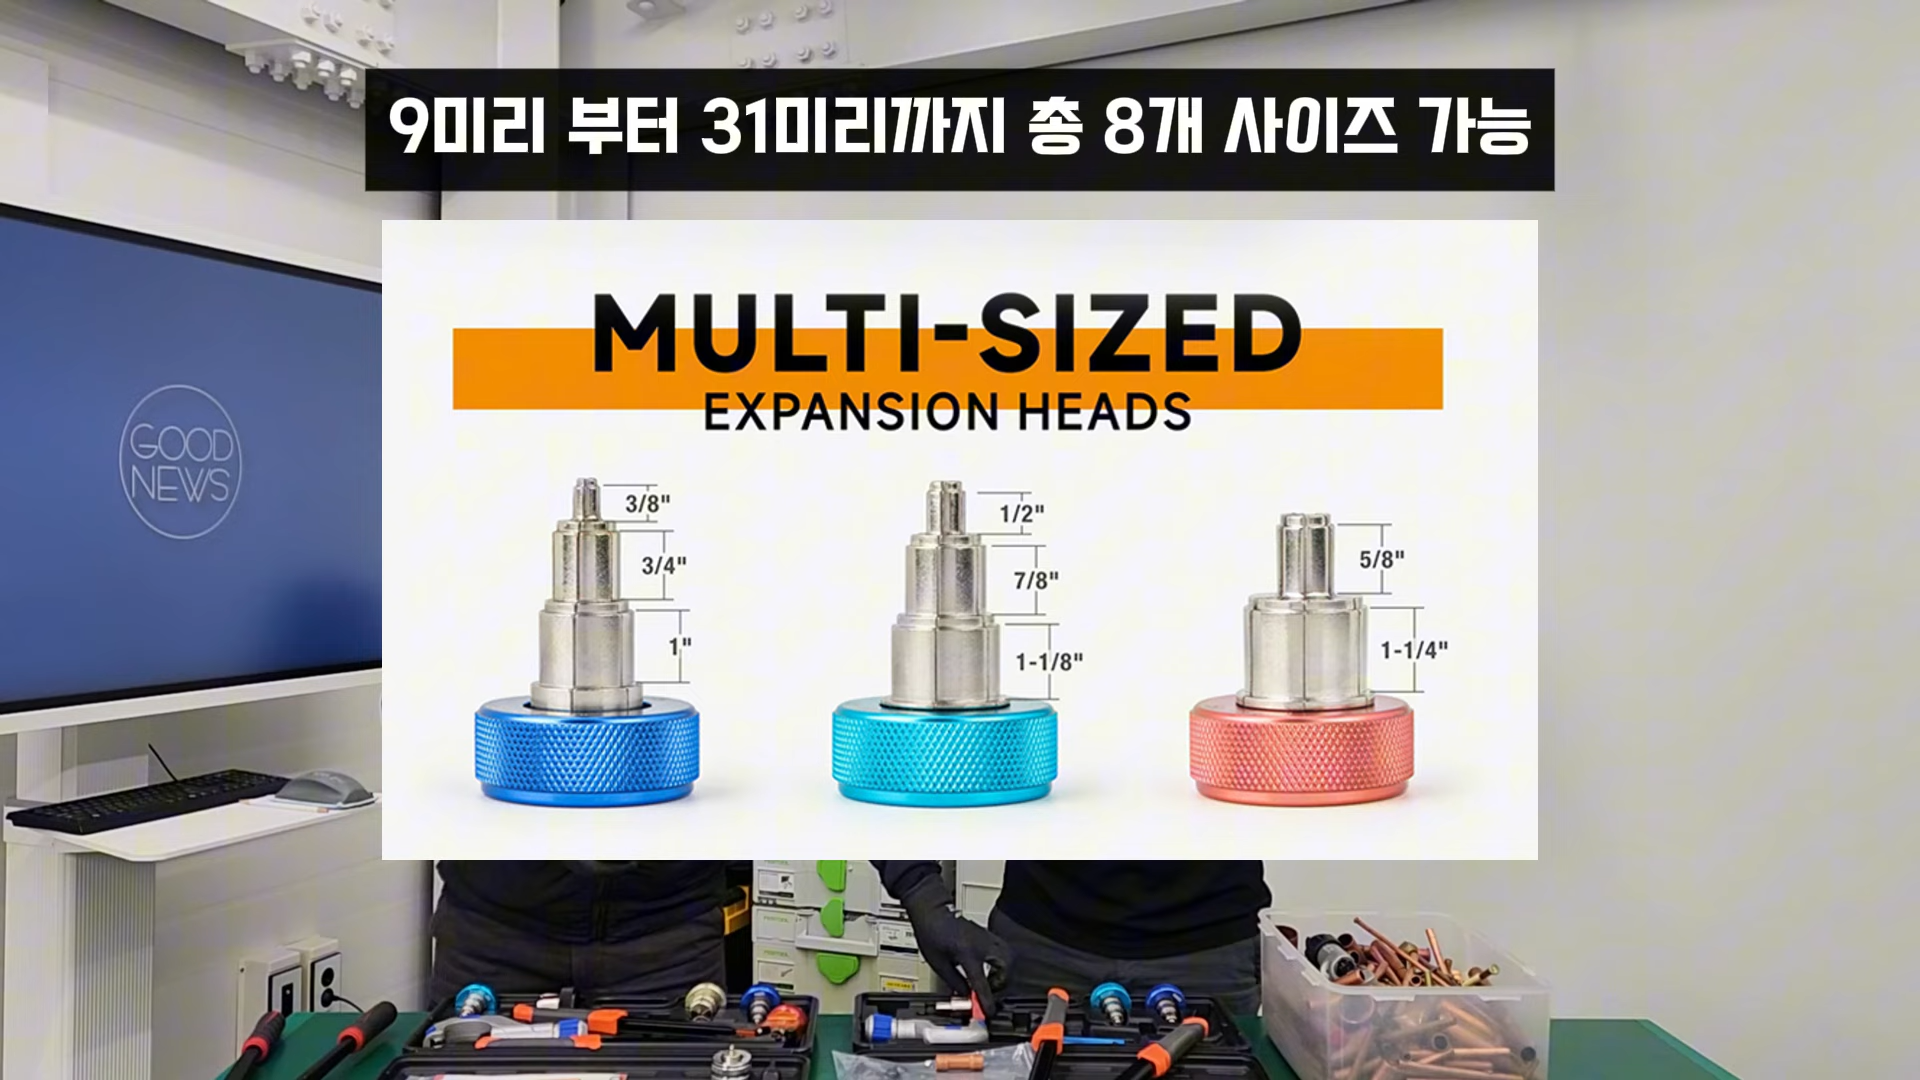 9미리 부터 31미리까지 총 8개 사이즈 가능
MULTI-SIZED
EXPANSION HEADS
3/8"
3/4"
1"
1/2"
7/8"
1-1/8"
5/8"
1-1/4"
GOOD
NEWS